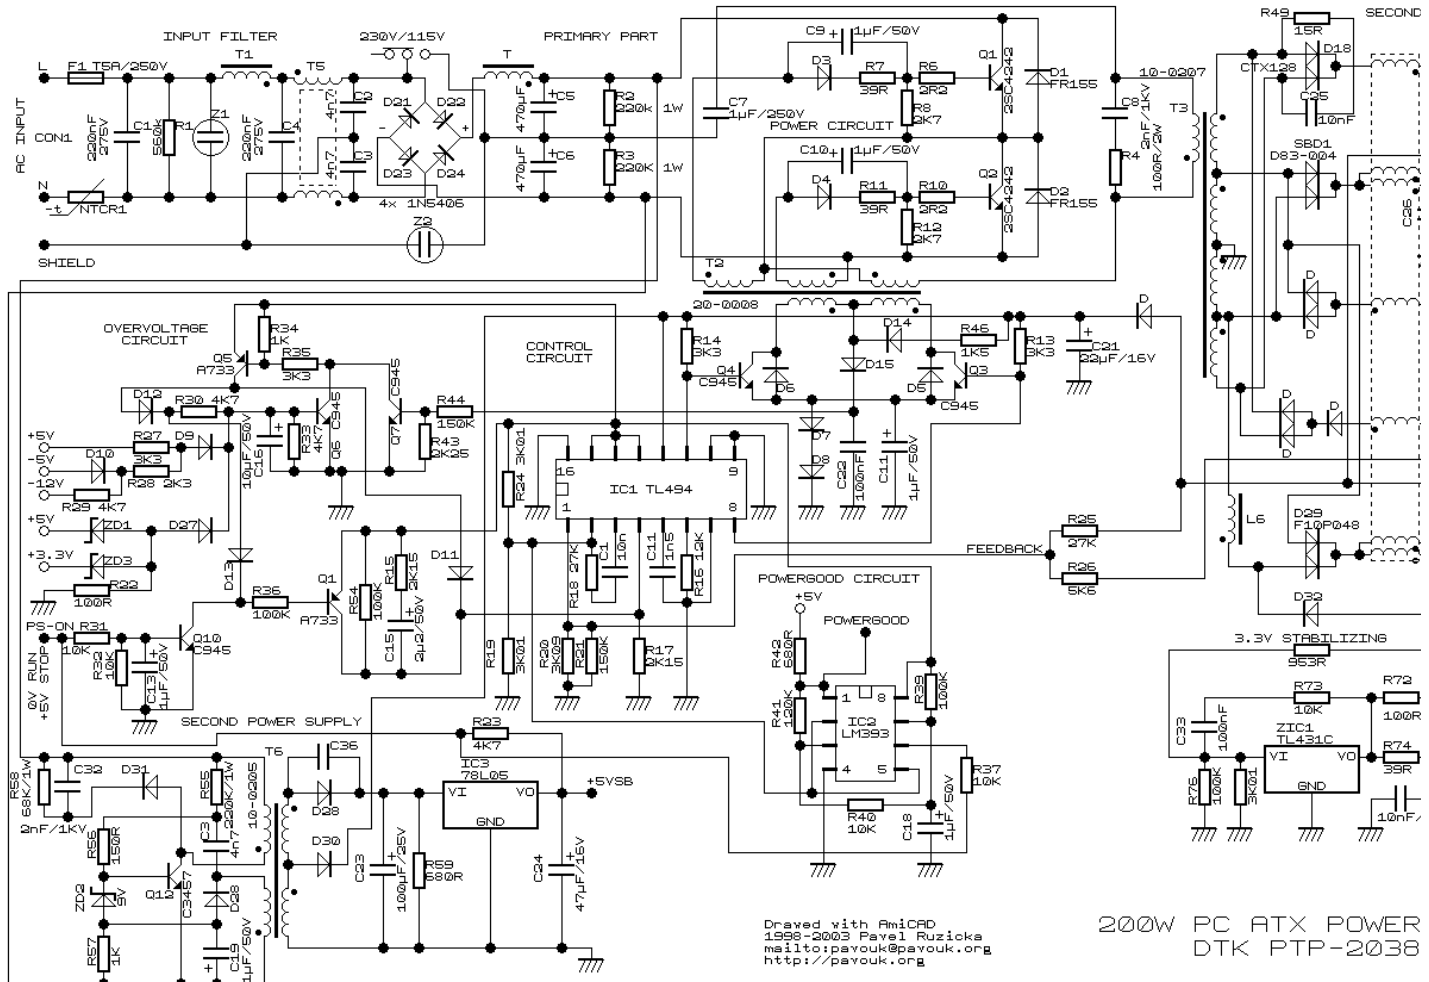 INPUT FILTER
230V/115V
PRIMARY PART
C9 + 1µF/50V
R49
15R
SECOND
L
F1 T5A/250V
T1
T5
T
D3
R7
39R
R6
2R2
Q1
2SC4242
D1
FR155
10-0207
CTX128
D18
AC INPUT
CON1
220nF
275V
C1
R1
560K
Z1
220nF
275V
C4
4n7
C2
D21
D22
-
+
470µF
C5
R2
220k 1W
C7
1µF/250V
R8
2K7
POWER CIRCUIT
C8
2nF/1KV
T3
C25
10nF
4n7
C3
D23
D24
470µF
C6
R3
220K 1W
C10 + 1µF/50V
R4
100R/2W
SBD1
D83-004
N
-t
NTCR1
4x 1N5406
D4
R11
39R
R10
2R2
Q2
2SC4242
D2
FR155
C26
Z2
R12
2K7
SHIELD
T2
20-0008
OVERVOLTAGE
CIRCUIT
R34
1K
CONTROL
CIRCUIT
R14
3K3
D14
R46
1K5
R13
3K3
C21
22µF/16V
D
D
D
Q5
A733
R35
3K3
C945
Q4
C945
D6
D15
D5
Q3
C945
D12
R30 4K7
C945
R44
150K
D
D
D
+5V
R27
3K3
D9
10µF/50V
C16
R33
4K7
Q6
Q7
R43
2K25
R24 3K01
D7
D8
C22
100nF
C11
1µF/50V
-5V
D10
R28 2K3
16
9
IC1 TL494
1
8
-12V
R29 4K7
+5V
ZD1
D27
R25
27K
L6
D29
F10P048
+3.3V
ZD3
D13
Q1
A733
R15
2K15
D11
R18 27K
C1
10n
C11
1n5
R16 12K
FEEDBACK
R26
5K6
R22
100R
R36
100K
R54
100K
C15
2µ2/50V
POWERGOOD CIRCUIT
+5V
D32
PS-ON
R31
10K
Q10
C945
POWERGOOD
3.3V STABILIZING
953R
0V RUN
+5V STOP
R32
10K
C13
1µF/50V
R19
3K01
R20
3K09
R21
150K
R17
2K15
R42
680R
R39
100K
R41
120K
1
8
IC2
LM393
4
5
R73
10K
R72
100R
SECOND POWER SUPPLY
R23
4K7
C33
100nF
ZIC1
TL431C
VI
VO
GND
R74
39R
R58
68K/1W
C32
2nF/1KV
D31
R55
220K/1W
T6
10-0205
C36
IC3
78L05
VI
VO
GND
+5VSB
R37
10K
R76
100K
3K01
10nF/
D28
R56
150R
C3
4n7
D30
R40
10K
C18
1µF/50V
ZD2
9V
Q12
C3457
D28
C23
100µF/25V
R59
680R
C24
47µF/16V
R57
1K
C19
1µF/50V
Drawed with AmiCAD
1998-2003 Pavel Ruzicka
mailto:pavouk@pavouk.org
http://pavouk.org
200W PC ATX POWER
DTK PTP-2038